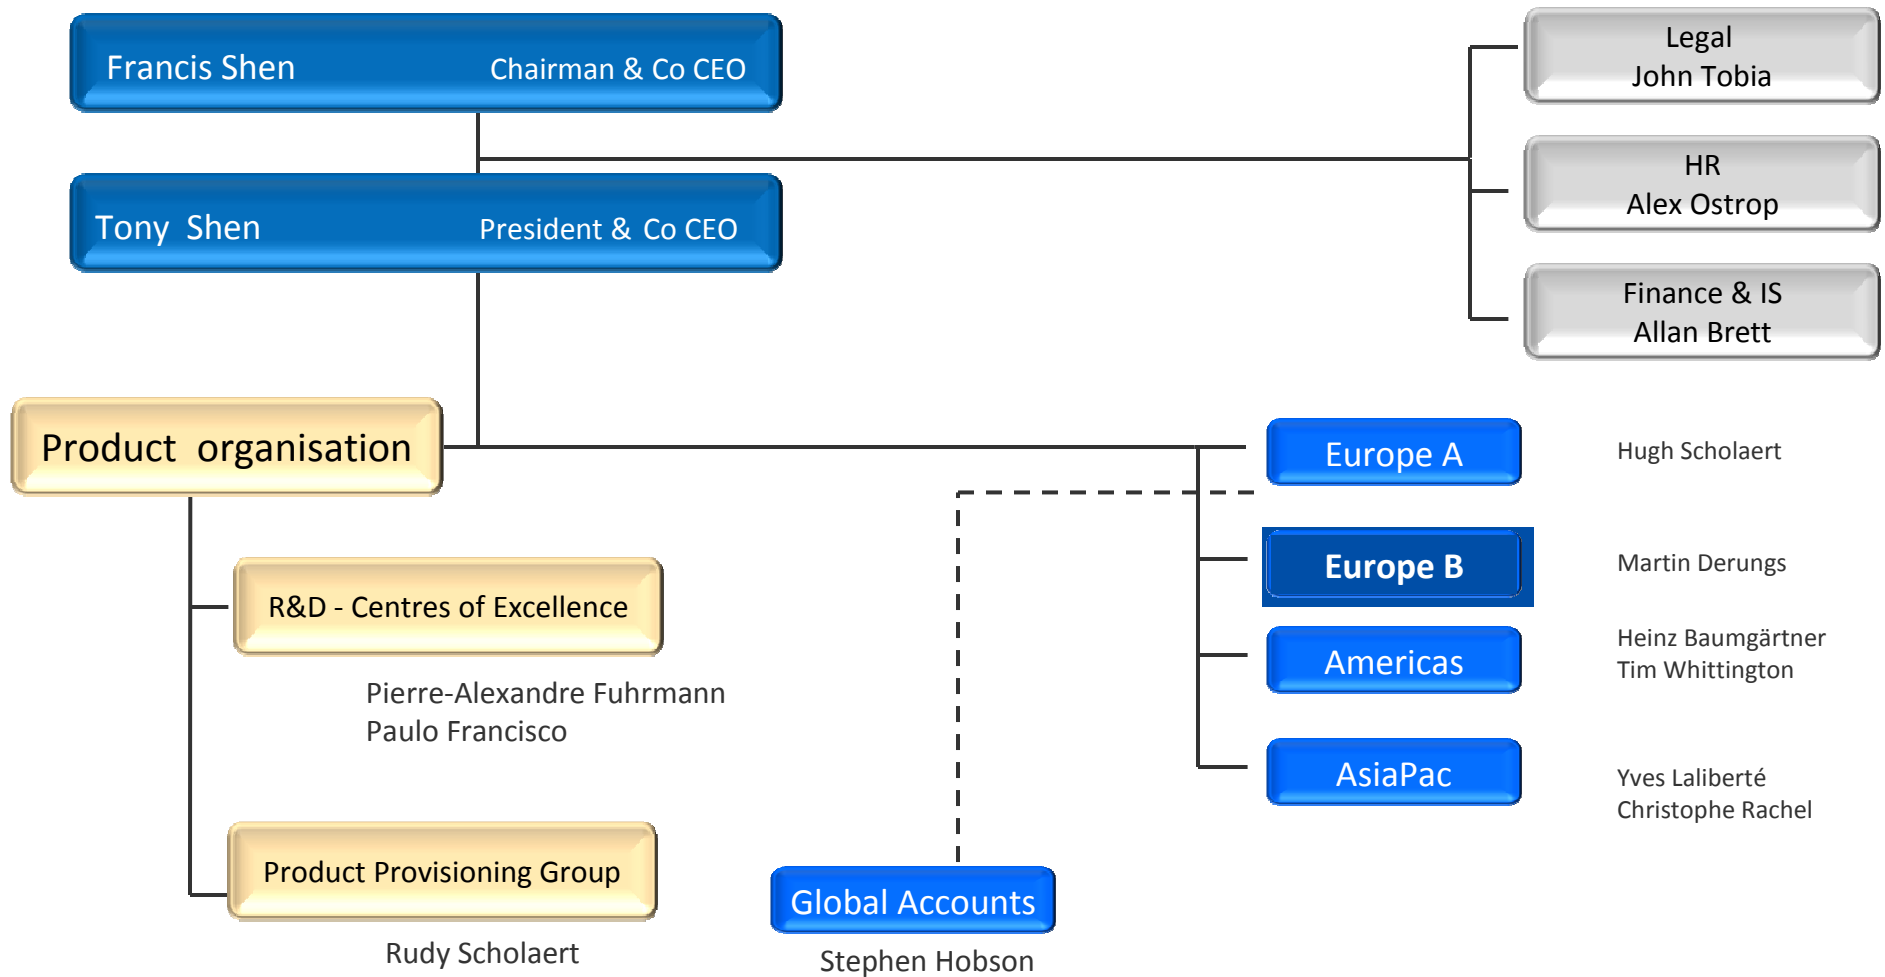 Francis Shen Chairman & Co CEO
Legal
John Tobia
HR
Alex Ostrop
Tony Shen President & Co CEO
Finance & IS
Allan Brett
Product organisation
Europe A
Hugh Scholaert
Europe B
Martin Derungs
R&D - Centres of Excellence
Americas
Heinz Baumgärtner
Tim Whittington
Pierre-Alexandre Fuhrmann
Paulo Francisco
AsiaPac
Yves Laliberté
Christophe Rachel
Product Provisioning Group
Rudy Scholaert
Global Accounts
Stephen Hobson